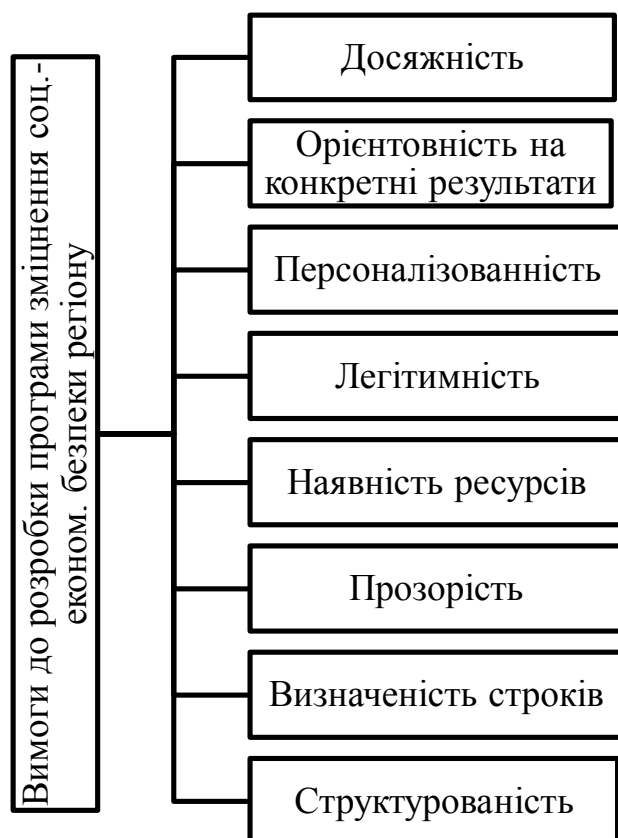 Вимоги до розробки програми зміцнення соц.-
економ. безпеки регіону
Досяжність
Орієнтовність на
конкретні результати
Персоналізованність
Легітимність
Наявність ресурсів
Прозорість
Визначеність строків
Структурованість